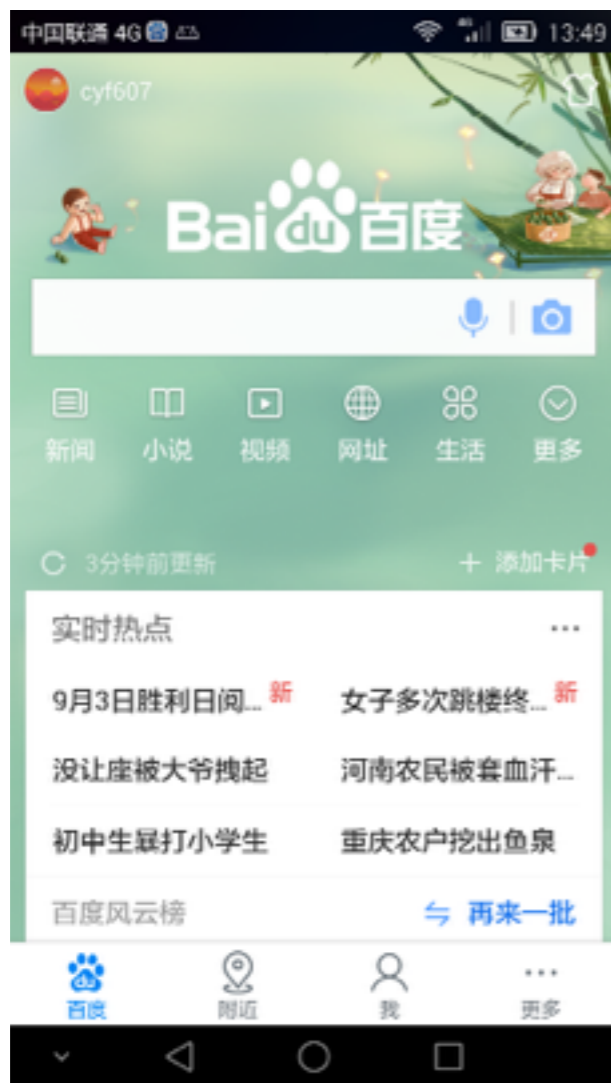 中国联通 4G 13:49
cyf607
Bai du 百度
新闻 小说 视频 网址 生活 更多
3分钟前更新 + 添加卡片
实时热点 ...
9月3日胜利日阅... 新 女子多次跳楼终... 新
没让座被大爷拽起 河南农民被套血汗...
初中生暴打小学生 重庆农户挖出鱼泉
百度风云榜 再来一批
du
百度 附近 我 更多